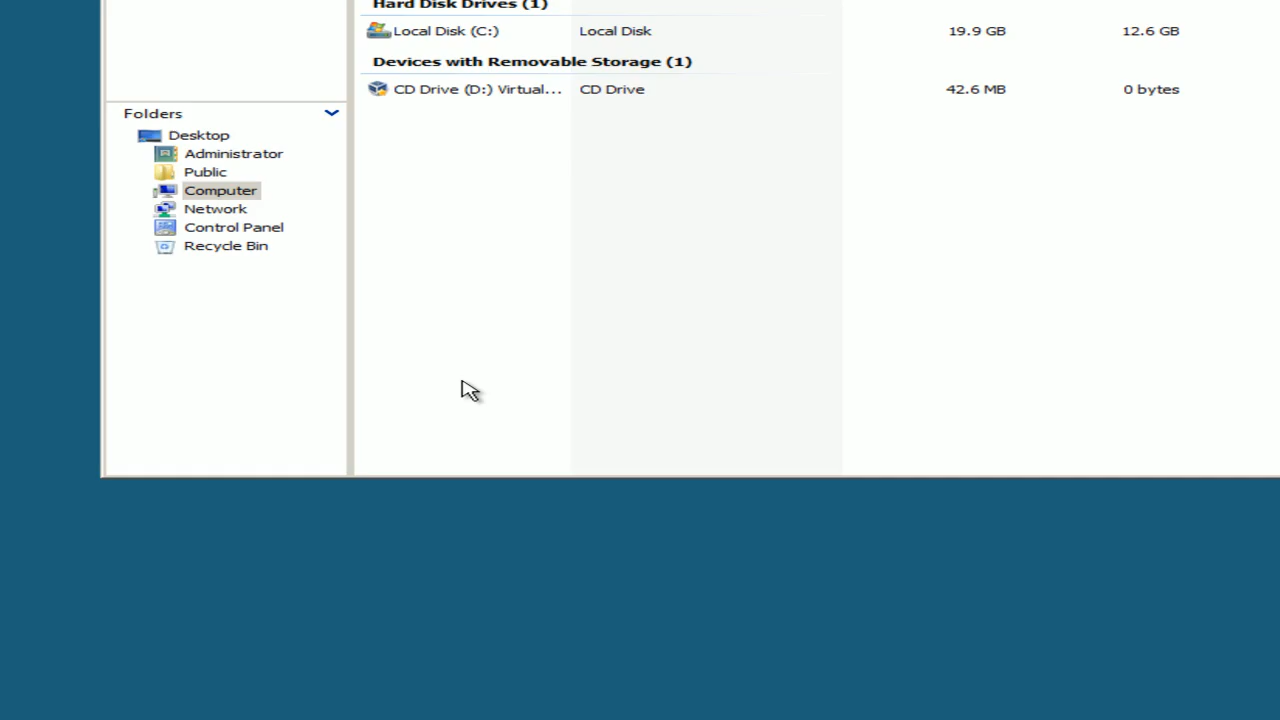 Hard Disk Drives (1)
Local Disk (C:) Local Disk 19.9 GB 12.6 GB
Devices with Removable Storage (1)
CD Drive (D:) Virtual... CD Drive 42.6 MB 0 bytes
Folders
Desktop
Administrator
Public
Computer
Network
Control Panel
Recycle Bin